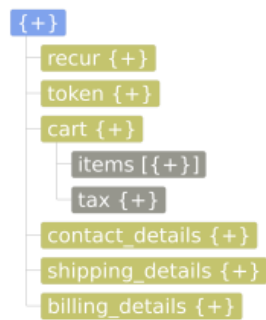 {+}
recur {+}
token {+}
cart {+}
items [{+}]
tax {+}
contact_details {+}
shipping_details {+}
billing_details {+}